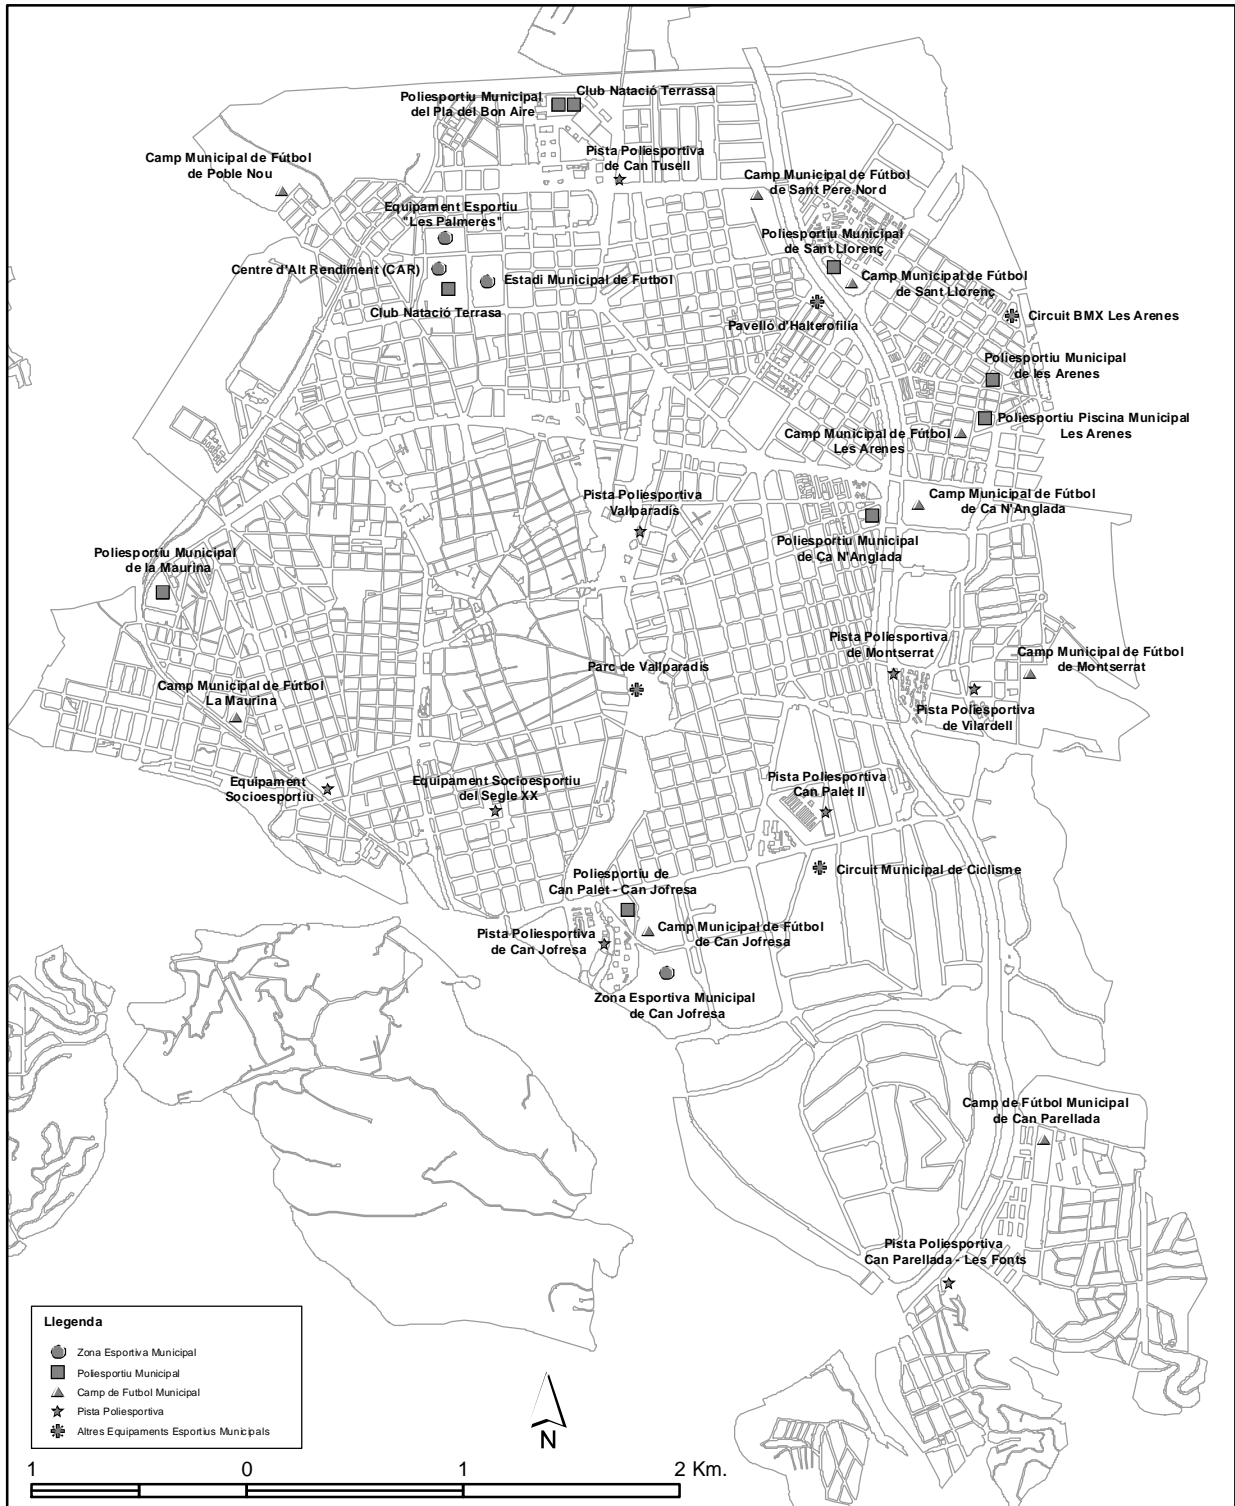 Club Natació Terrassa
Poliesportiu Municipal
del Pla del Bon Aire
Pista Poliesportiva
de Can Tusell
Camp Municipal de Fútbol
de Poble Nou
Camp Municipal de Fútbol
de Sant Pere Nord
Equipament Esportiu
"Les Palmeres"
Poliesportiu Municipal
de Sant Llorenç
Centre d'Alt Rendiment (CAR)
Estadi Municipal de Futbol
Camp Municipal de Fútbol
de Sant Llorenç
Club Natació Terrasa
Pavelló d'Halterofilia
Circuit BMX Les Arenes
Poliesportiu Municipal
de les Arenes
Poliesportiu Piscina Municipal
Les Arenes
Camp Municipal de Fútbol
Les Arenes
Pista Poliesportiva
Vallparadís
Camp Municipal de Fútbol
de Ca N'Anglada
Poliesportiu Municipal
de Ca N'Anglada
Poliesportiu Municipal
de la Maurina
Pista Poliesportiva
de Montserrat
Camp Municipal de Fútbol
de Montserrat
Parc de Vallparadís
Camp Municipal de Fútbol
La Maurina
Pista Poliesportiva
de Vilardell
Equipament
Socioesportiu
Equipament Socioesportiu
del Segle XX
Pista Poliesportiva
Can Palet II
Circuit Municipal de Ciclisme
Poliesportiu de
Can Palet - Can Jofresa
Pista Poliesportiva
de Can Jofresa
Camp Municipal de Fútbol
de Can Jofresa
Zona Esportiva Municipal
de Can Jofresa
Camp de Fútbol Municipal
de Can Parellada
Pista Poliesportiva
Can Parellada - Les Fonts
Llegenda
Zona Esportiva Municipal
Poliesportiu Municipal
Camp de Futbol Municipal
Pista Poliesportiva
Altres Equipaments Esportius Municipals
N
1 0 1 2 Km.